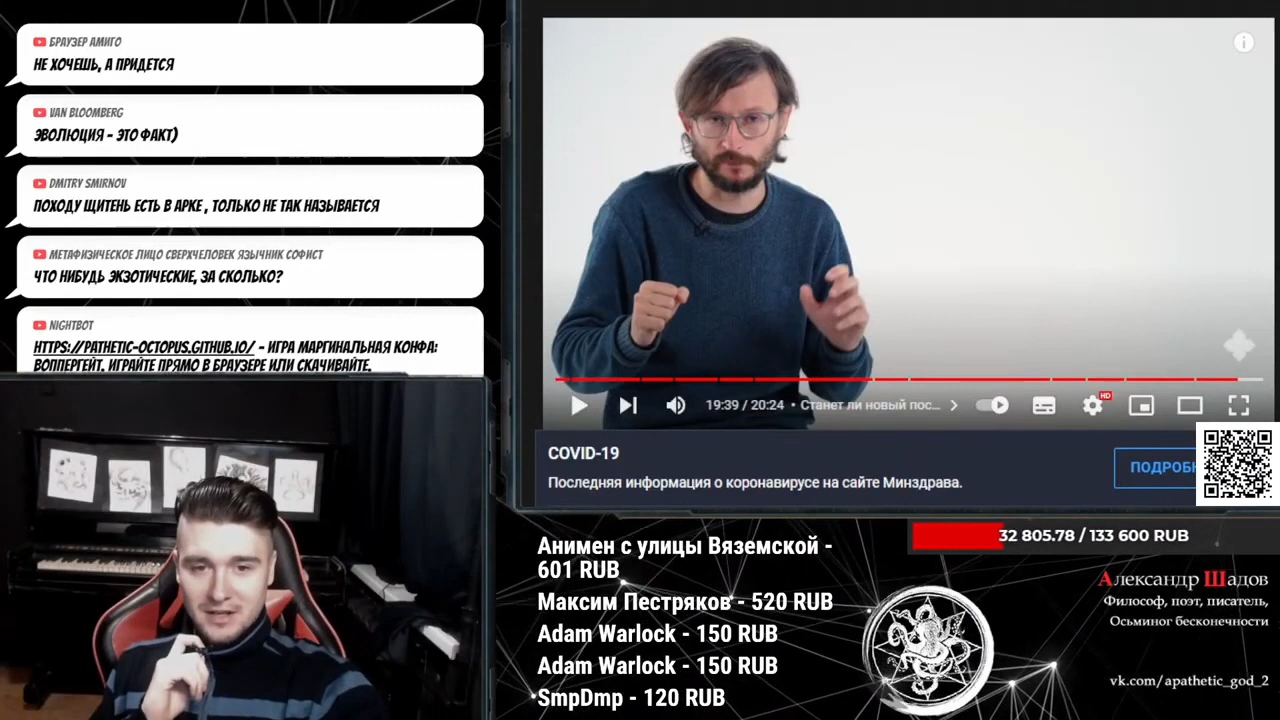 БРАУЗЕР АМИГО
НЕ ХОЧЕШЬ, А ПРИДЕТСЯ
VAN BLOOMBERG
ЭВОЛЮЦИЯ - ЭТО ФАКТ)
DMITRY SMIRNOV
ПОХОДУ ЩИТЕНЬ ЕСТЬ В АРКЕ , ТОЛЬКО НЕ ТАК НАЗЫВАЕТСЯ
МЕТАФИЗИЧЕСКОЕ ЛИЦО СВЕРХЧЕЛОВЕК ЯЗЫЧНИК СОФИСТ
ЧТО НИБУДЬ ЭКЗОТИЧЕСКИЕ, ЗА СКОЛЬКО?
NIGHTBOT
HTTPS://PATHETIC-OCTOPUS.GITHUB.IO/ - ИГРА МАРГИНАЛЬНАЯ КОНФА:
ВОППЕРГЕЙТ. ИГРАЙТЕ ПРЯМО В БРАУЗЕРЕ ИЛИ СКАЧИВАЙТЕ.
19:39 / 20:24 • Станет ли новый пос...
HD
COVID-19
Последняя информация о коронавирусе на сайте Минздрава.
ПОДРОБН
32 805.78 / 133 600 RUB
Анимен с улицы Вяземской -
601 RUB
Максим Пестряков - 520 RUB
Adam Warlock - 150 RUB
Adam Warlock - 150 RUB
SmpDmp - 120 RUB
Александр Шадов
Философ, поэт, писатель,
Осьминог бесконечности
vk.com/apathetic_god_2